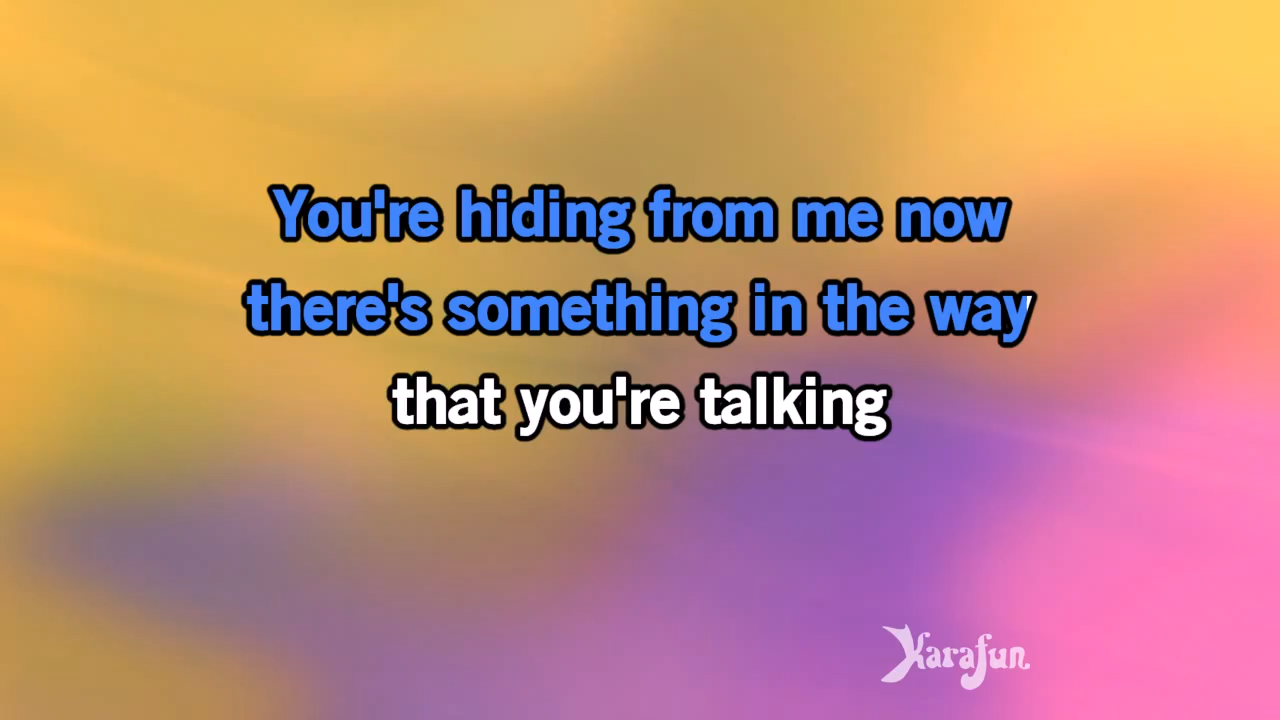 You're hiding from me now
there's something in the way
that you're talking
Karafun